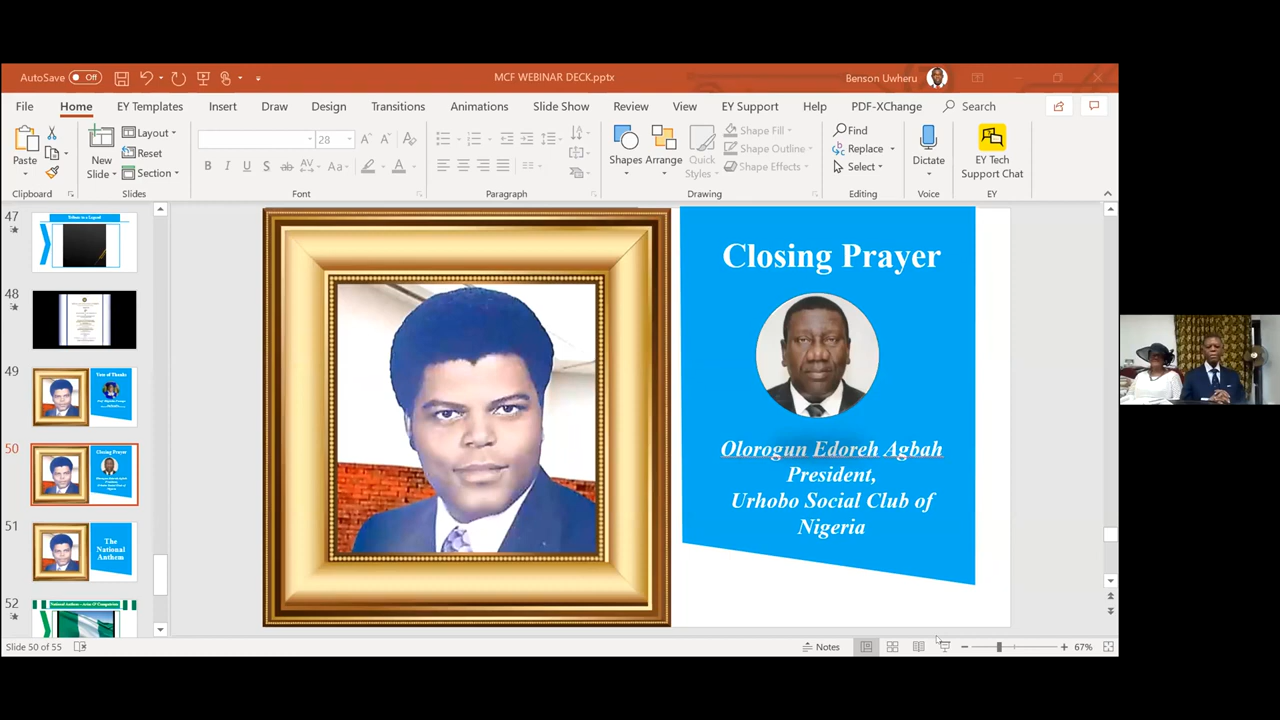 AutoSave Off
MCF WEBINAR DECK.pptx
Benson Uwheru
File Home EY Templates Insert Draw Design Transitions Animations Slide Show Review View EY Support Help PDF-XChange Search
Paste
Clipboard
New
Slide
Layout
Reset
Section
Slides
28
B I U S ab AV Aa A
Font
Paragraph
Shapes
Arrange
Quick
Styles
Shape Fill
Shape Outline
Shape Effects
Drawing
Find
Replace
Select
Editing
Dictate
Voice
EY Tech
Support Chat
EY
47
Tribute to a Legend
48
49
Vote of Thanks
50
Closing Prayer
51
The
National
Anthem
52
Closing Prayer
Olorogun Edoreh Agbah
President,
Urhobo Social Club of
Nigeria
Slide 50 of 55
Notes
67%